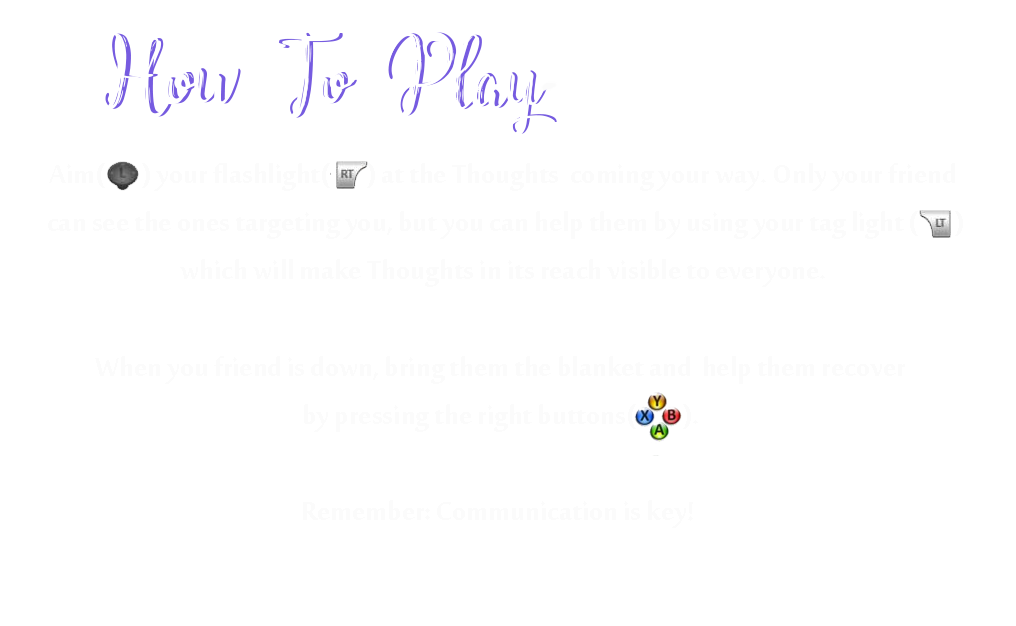 How To Play
Aim( L ) your flashlight( RT ) at the Thoughts coming your way. Only your friend
can see the ones targeting you, but you can help them by using your tag light ( LT )
which will make Thoughts in its reach visible to everyone.
When you friend is down, bring them the blanket and help them recover
by pressing the right buttons( X Y B A ).
Remember: Communication is key!